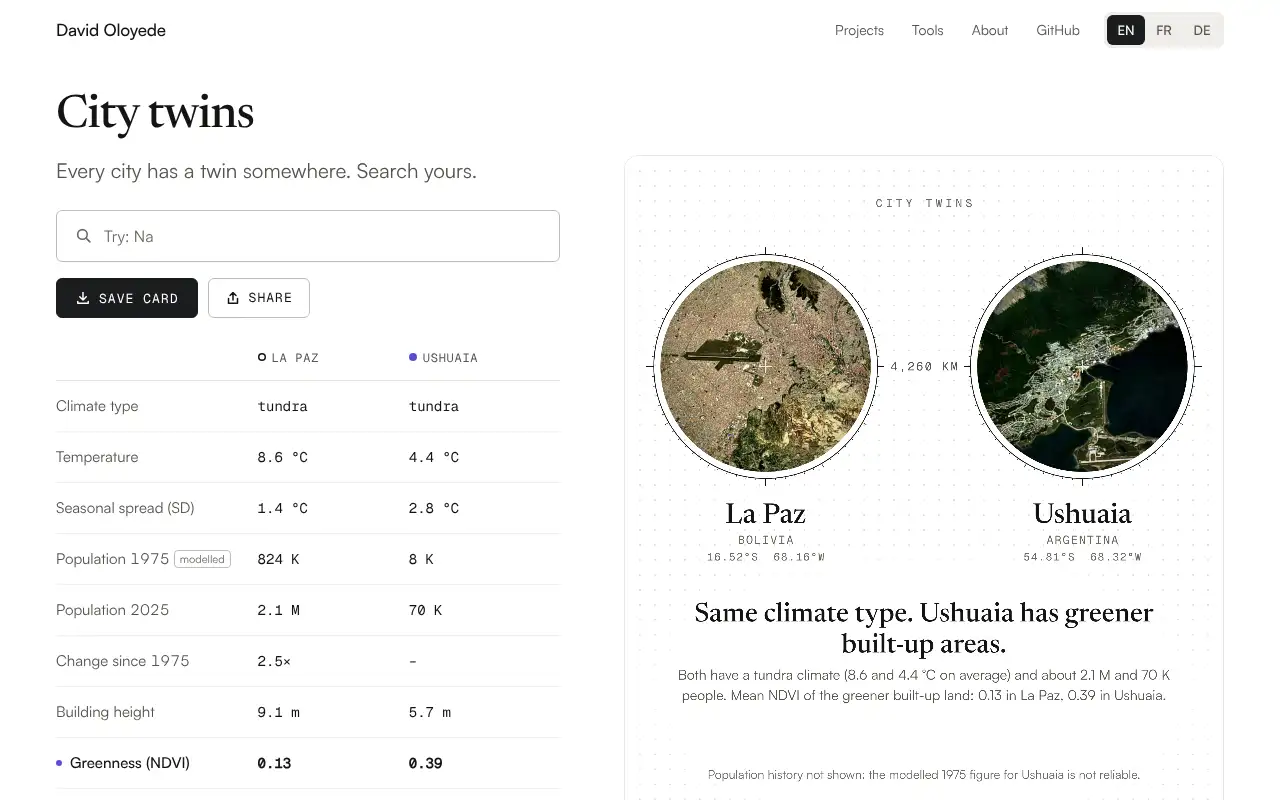 David Oloyede
Projects Tools About GitHub EN FR DE
City twins
Every city has a twin somewhere. Search yours.
Try: Na
SAVE CARD SHARE
LA PAZ USHUAIA
Climate type tundra tundra
Temperature 8.6 °C 4.4 °C
Seasonal spread (SD) 1.4 °C 2.8 °C
Population 1975 modelled 824 K 8 K
Population 2025 2.1 M 70 K
Change since 1975 2.5× –
Building height 9.1 m 5.7 m
Greenness (NDVI) 0.13 0.39
CITY TWINS
4,260 KM
La Paz
BOLIVIA
16.52°S 68.16°W
Ushuaia
ARGENTINA
54.81°S 68.32°W
Same climate type. Ushuaia has greener
built-up areas.
Both have a tundra climate (8.6 and 4.4 °C on average) and about 2.1 M and 70 K
people. Mean NDVI of the greener built-up land: 0.13 in La Paz, 0.39 in Ushuaia.
Population history not shown: the modelled 1975 figure for Ushuaia is not reliable.